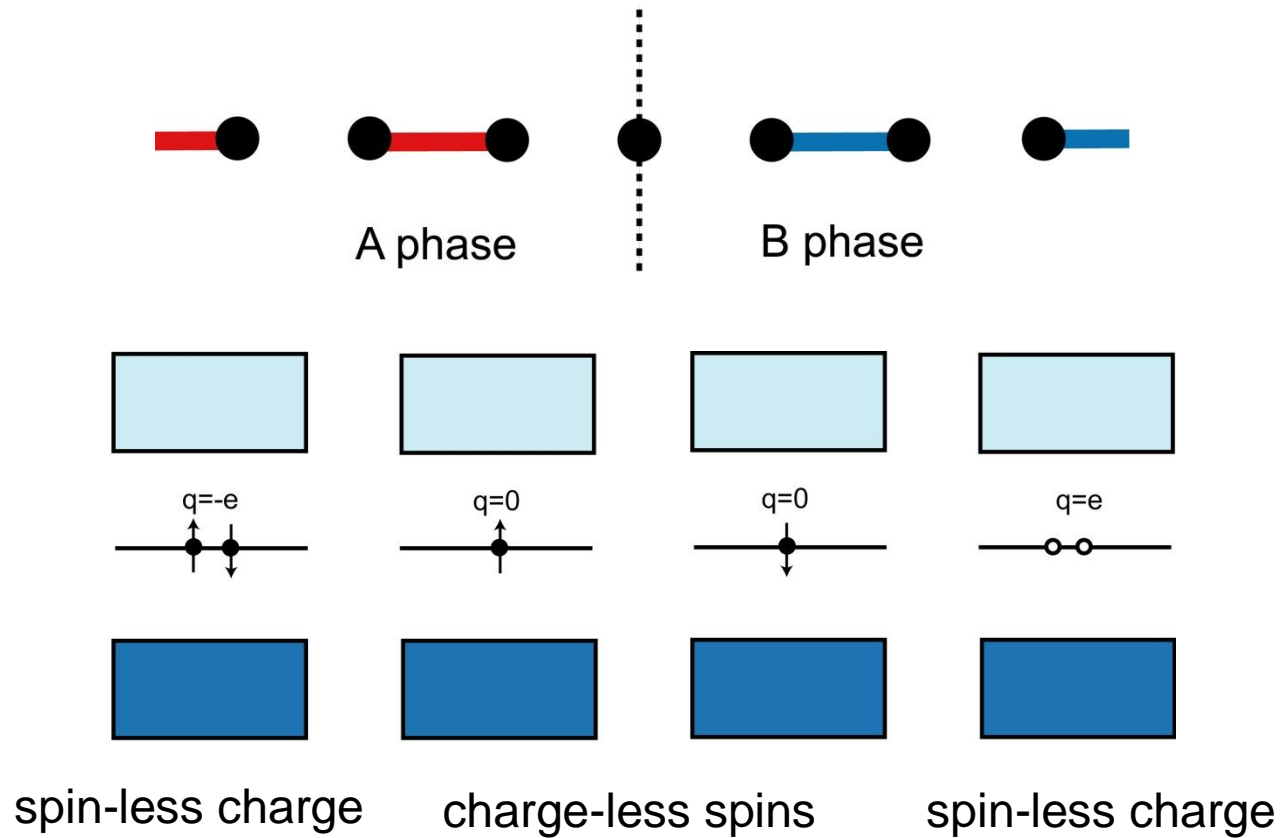 A phase B phase
q=-e q=0 q=0 q=e
spin-less charge charge-less spins spin-less charge